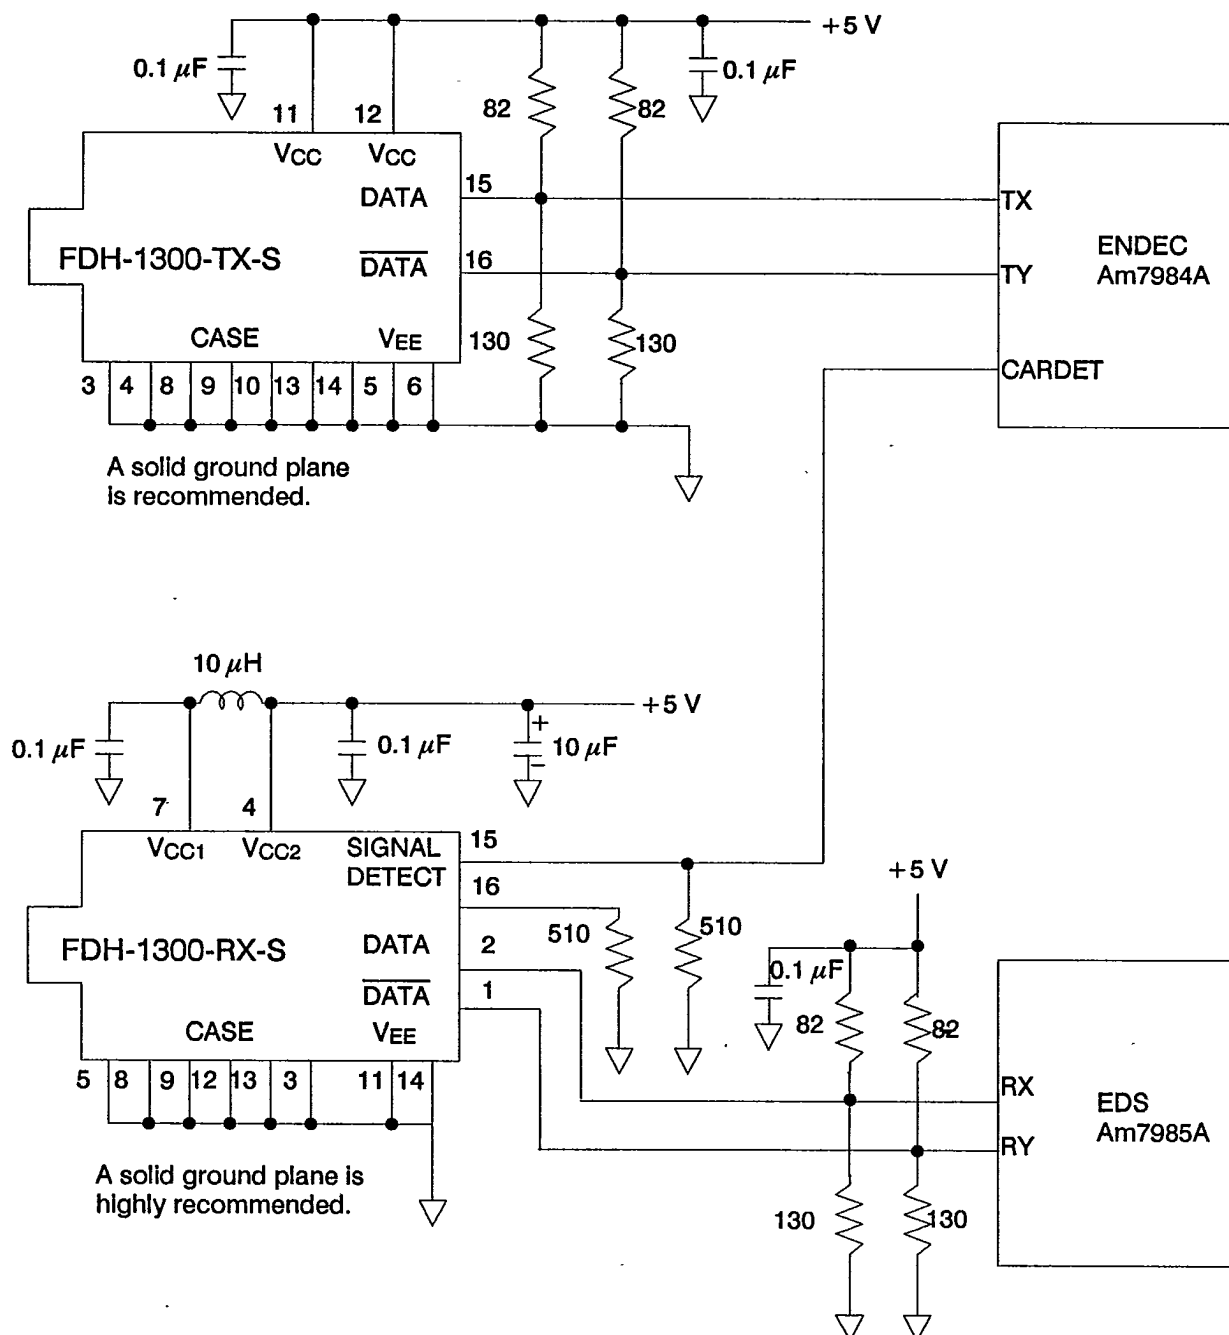 +5 V
0.1 μF
82
82
0.1 μF
11
12
VCC
VCC
DATA
15
TX
FDH-1300-TX-S
DATA
16
TY
ENDEC
Am7984A
CASE
VEE
130
130
CARDET
3
4
8
9
10
13
14
5
6
A solid ground plane
is recommended.
10 μH
+5 V
0.1 μF
0.1 μF
+
10 μF
–
7
4
VCC1
VCC2
SIGNAL
DETECT
15
16
+5 V
FDH-1300-RX-S
DATA
2
510
510
0.1 μF
DATA
1
82
82
CASE
VEE
5
8
9
12
13
3
11
14
RX
RY
EDS
Am7985A
A solid ground plane is
highly recommended.
130
130